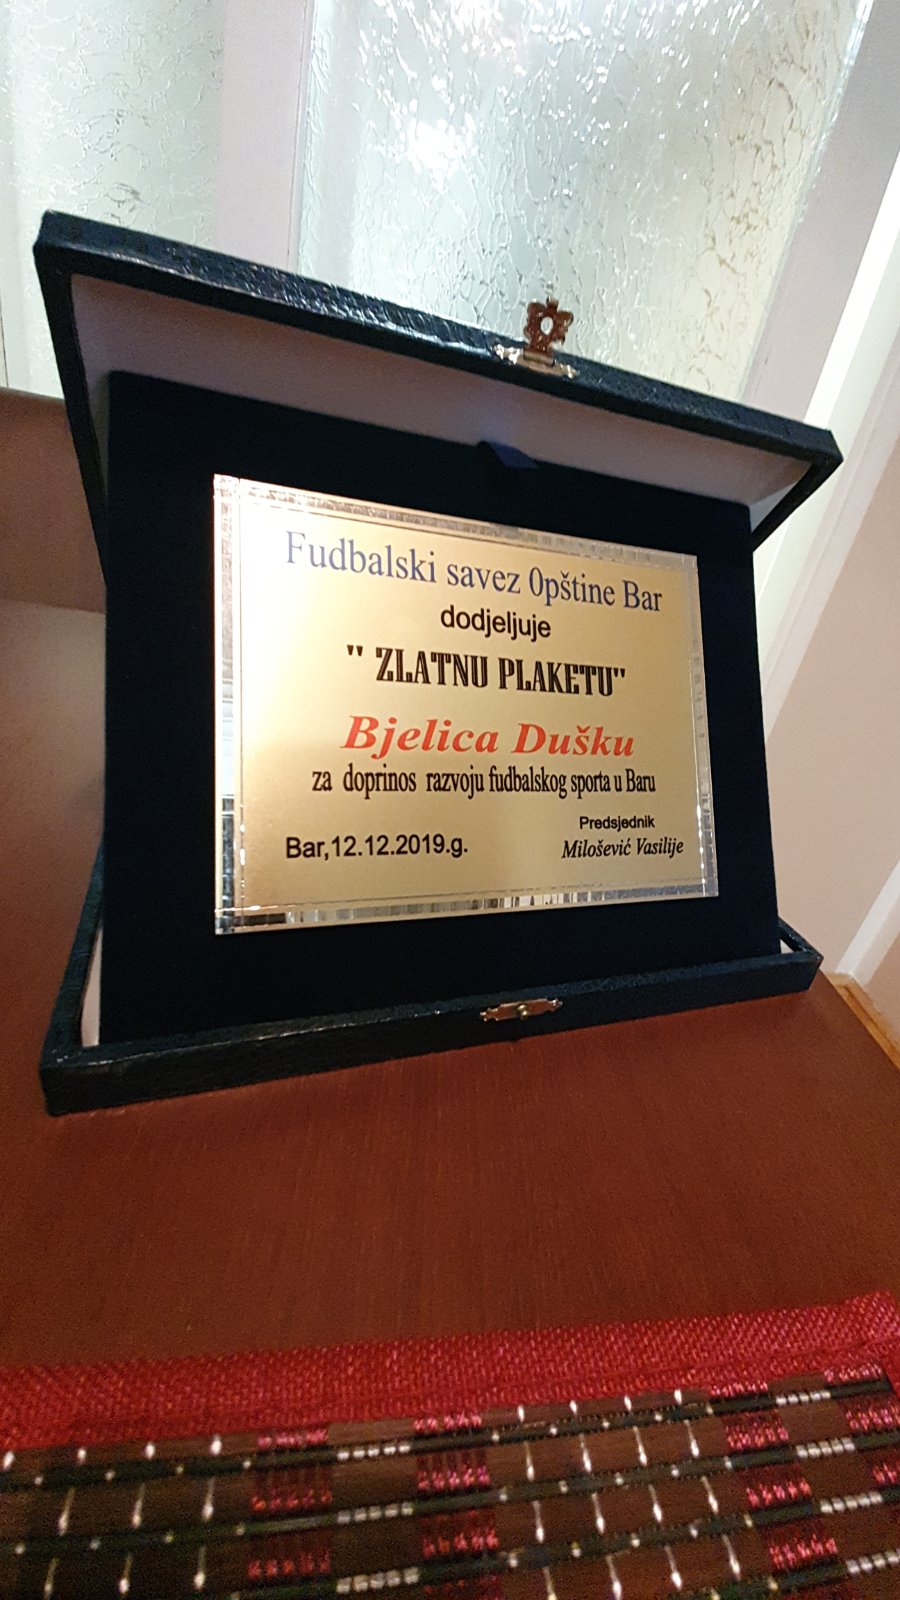 Fudbalski savez Opštine Bar
dodjeljuje
" ZLATNU PLAKETU"
Bjelica Dušku
za doprinos razvoju fudbalskog sporta u Baru
Predsjednik
Bar,12.12.2019.g.
Milošević Vasilije